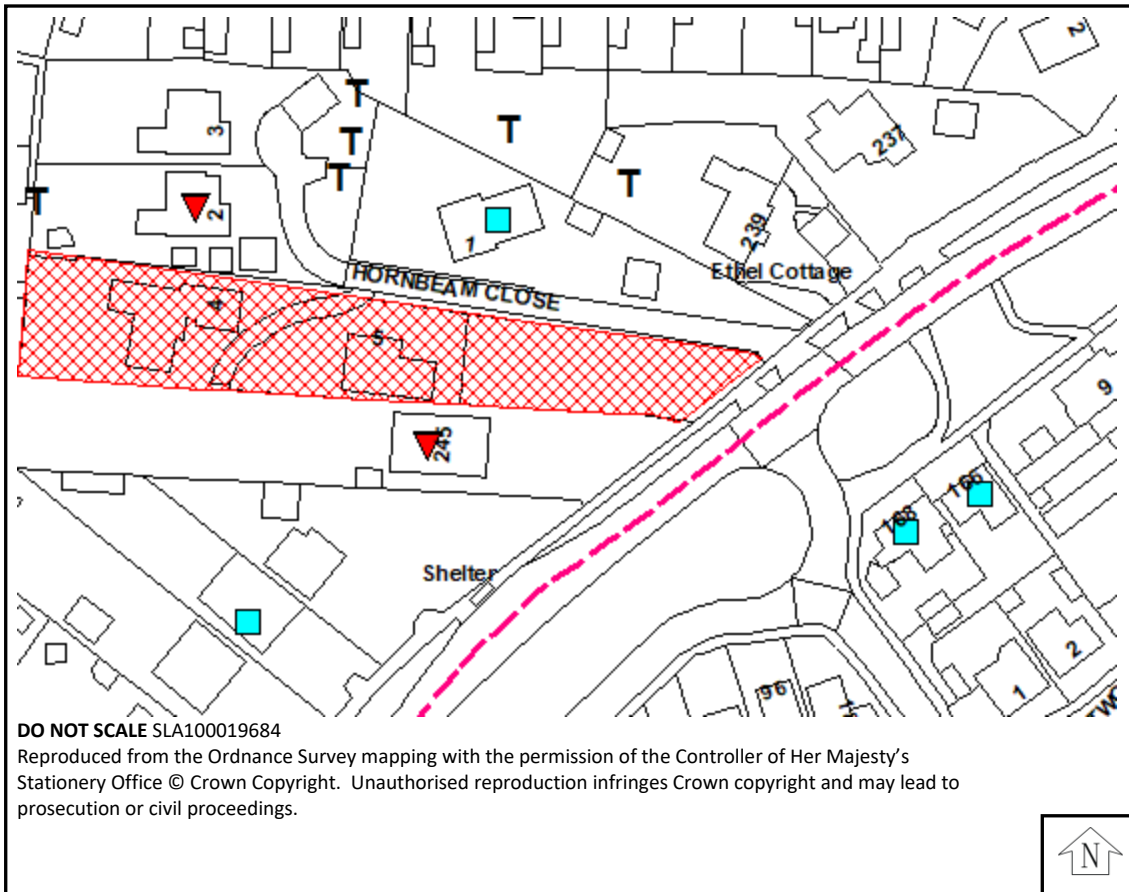 2
T
T
T
T
T
T
3
237
2
1
239
Ethel Cottage
HORNBEAM CLOSE
4
5
9
245
166
168
Shelter
2
1
96
DO NOT SCALE SLA100019684
Reproduced from the Ordnance Survey mapping with the permission of the Controller of Her Majesty’s
Stationery Office © Crown Copyright. Unauthorised reproduction infringes Crown copyright and may lead to
prosecution or civil proceedings.
N